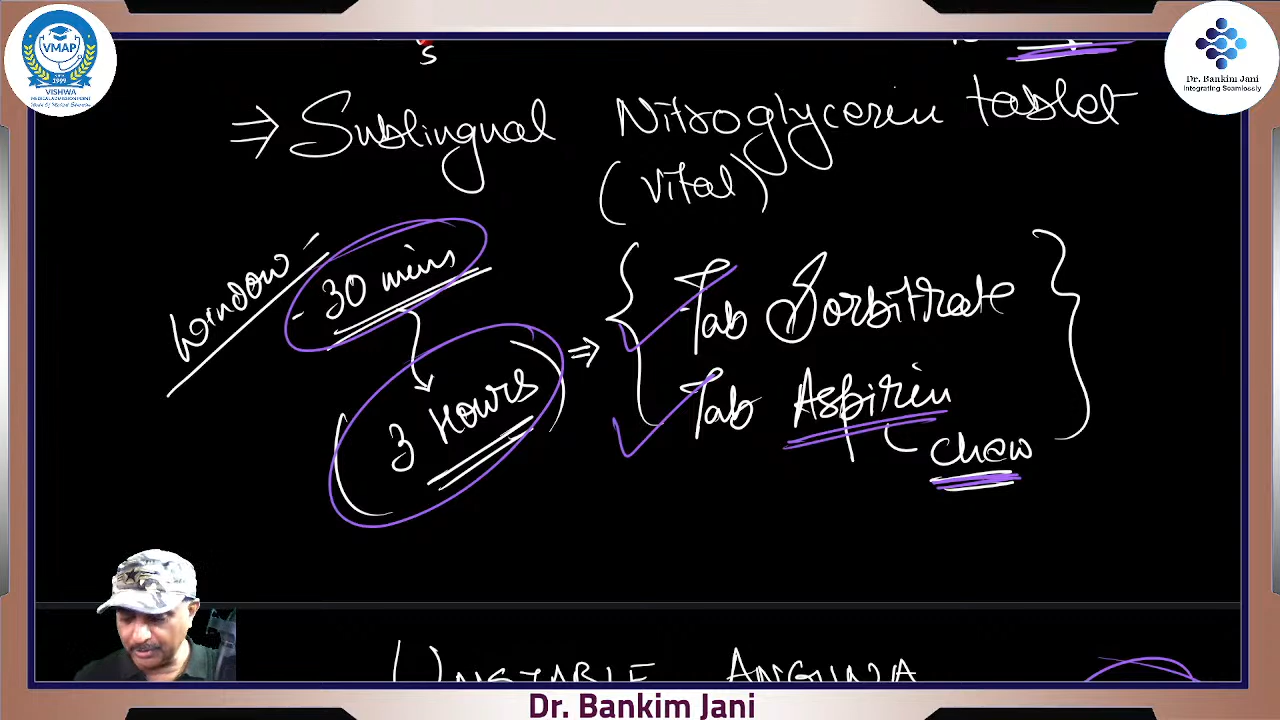 VMAP
1999
VISHWA
Dr. Bankim Jani
Integrating Seamlessly
s
⇒ Sublingual Nitroglycerin tablet
(Vital)
Window - 30 mins
3 Hours ⇒ { Tab Sorbitrate
Tab Aspirin }
chew
UNSTABLE ANGINA
Dr. Bankim Jani